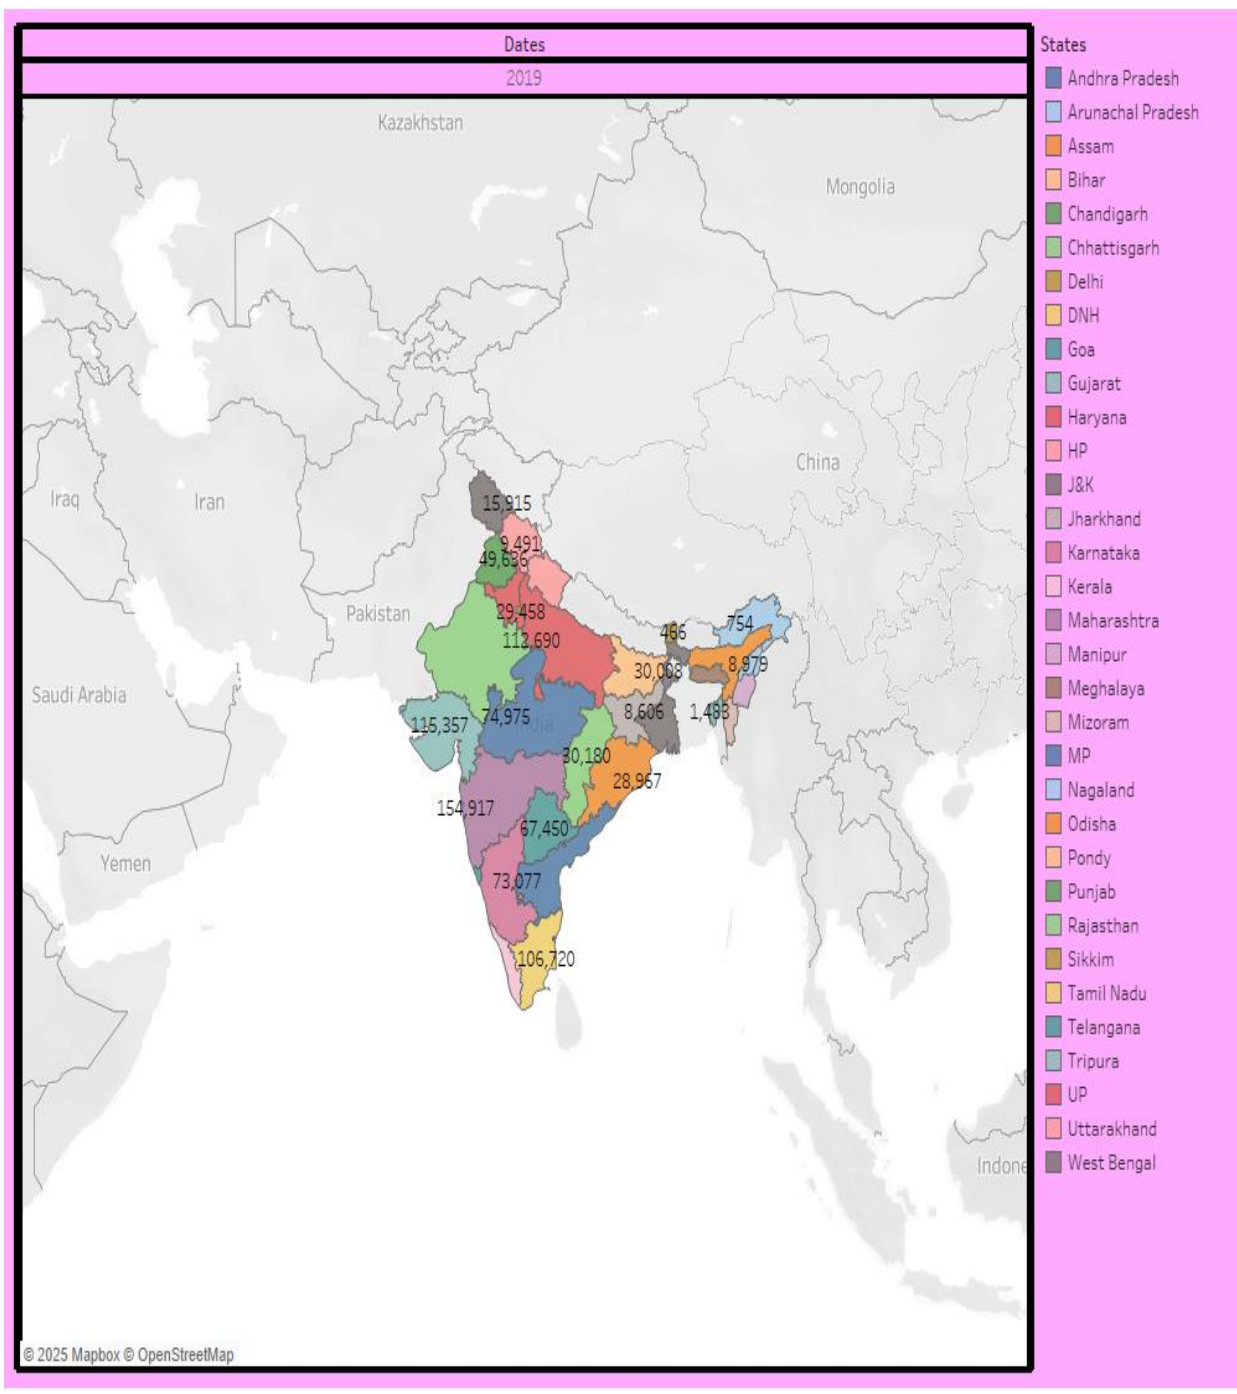 Dates
2019
Kazakhstan
Mongolia
China
Iraq
Iran
15,915
9,491
49,636
Pakistan
29,458
754
466
112,690
8,979
30,008
Saudi Arabia
8,606
1,483
74,975
India
115,357
30,180
28,967
154,917
67,450
Yemen
73,077
106,720
Indone
© 2025 Mapbox © OpenStreetMap
States
Andhra Pradesh
Arunachal Pradesh
Assam
Bihar
Chandigarh
Chhattisgarh
Delhi
DNH
Goa
Gujarat
Haryana
HP
J&K
Jharkhand
Karnataka
Kerala
Maharashtra
Manipur
Meghalaya
Mizoram
MP
Nagaland
Odisha
Pondy
Punjab
Rajasthan
Sikkim
Tamil Nadu
Telangana
Tripura
UP
Uttarakhand
West Bengal